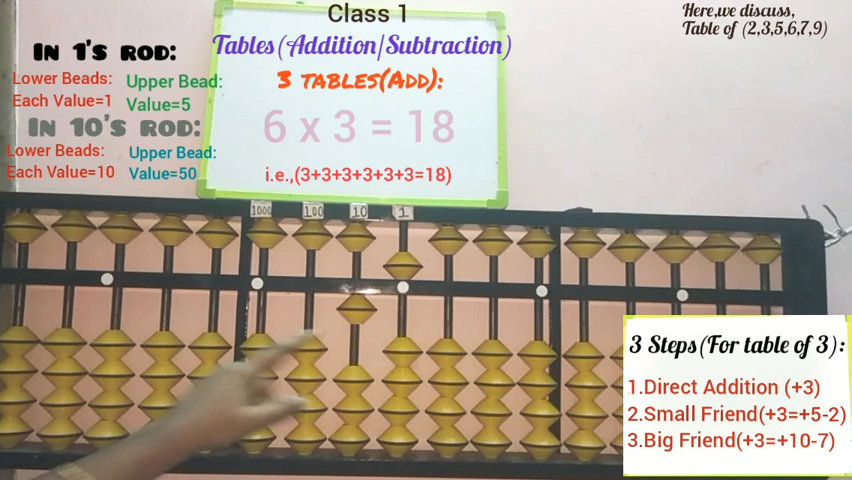 Class 1
Here,we discuss,
Table of (2,3,5,6,7,9)
Tables(Addition/Subtraction)
IN 1'S ROD:
Lower Beads:
Each Value=1
Upper Bead:
Value=5
3 TABLES(ADD):
6 x 3 = 18
i.e.,(3+3+3+3+3+3=18)
IN 10'S ROD:
Lower Beads:
Each Value=10
Upper Bead:
Value=50
1000 100 10 1
3 Steps(For table of 3):
1.Direct Addition (+3)
2.Small Friend(+3=+5-2)
3.Big Friend(+3=+10-7)